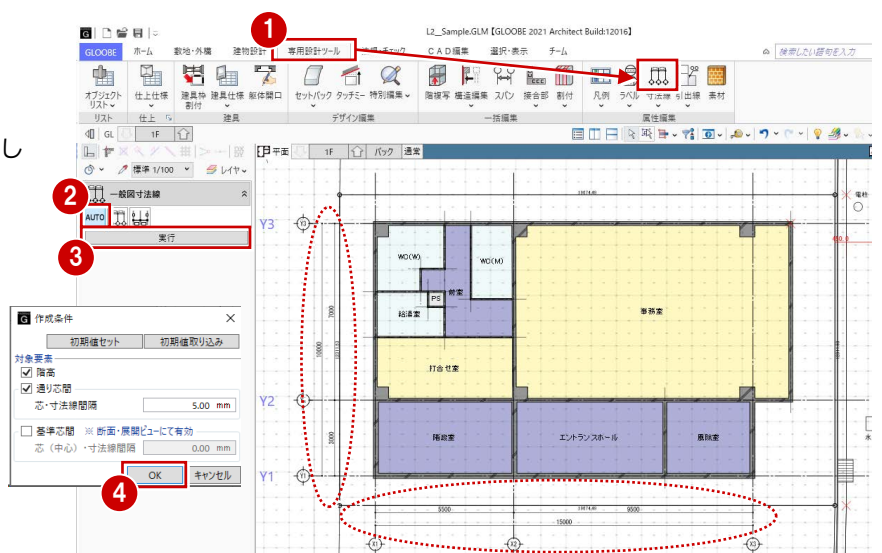 L2__Sample.GLM【GLOOBE 2021 Architect Build:12016】
1
GLOOBE ホーム 敷地・外構 建物設計 専用設計ツール CAD編集 選択・表示 チーム 検索したい語句を入力
オブジェクトリスト 仕上仕様 建具枠割付 建具仕様 躯体開口 セットバック タッチミー 特別編集 階複写 構造編集 スパン 接合部 割付 凡例 ラベル 寸法線 引出線 素材
リスト 仕上 建具 デザイン編集 一括編集 属性編集
し
GL 1F
平面 1F バック 通常
標準 1/100 レイヤ
2
一般図寸法線
AUTO
3
実行
作成条件
初期値セット 初期値取り込み
対象要素
階高
通り芯間
芯・寸法線間隔 5.00 mm
基準芯間 ※ 断面・展開ビューにて有効
芯（中心）・寸法線間隔 0.00 mm
OK キャンセル
4
電柱
Y3 Y3
WC(W)
WC(M)
前室
PS
給湯室
事務室
7000
10000
打合せ室
Y2
3000
階段室
エントランスホール
風除室
Y1 Y1
5500 9500
15000
X1 X2 X3